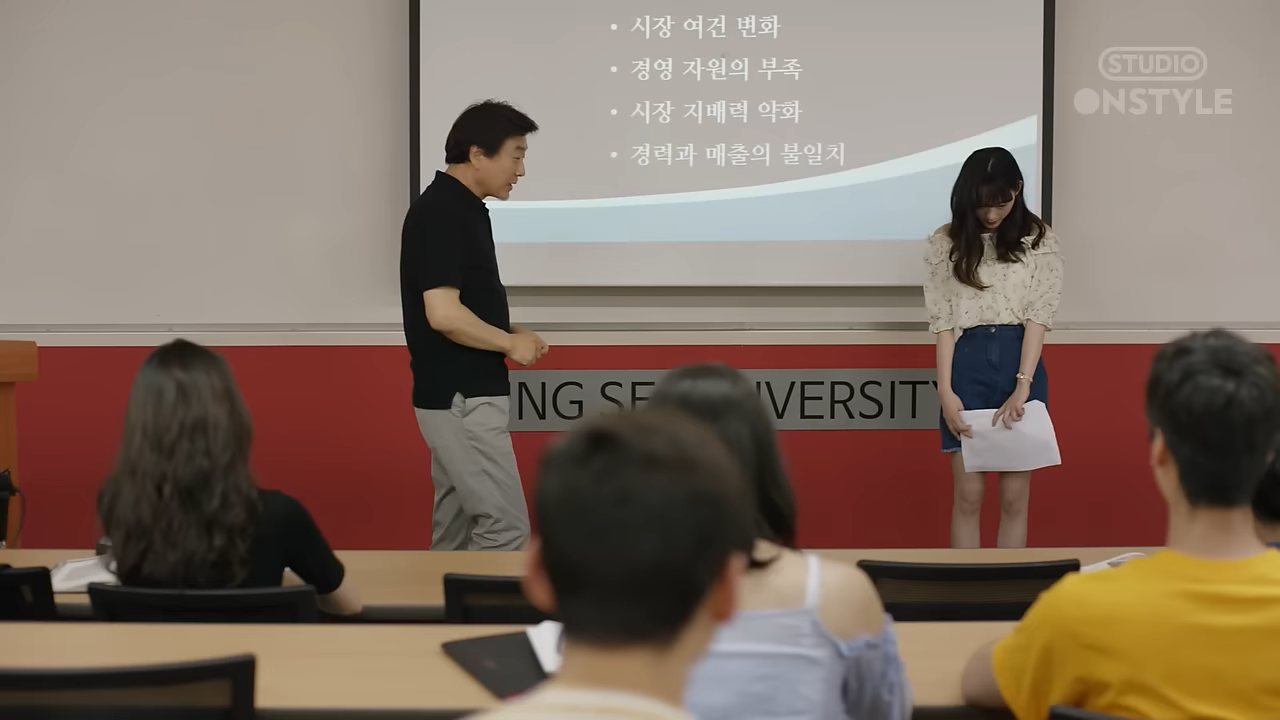 • 시장 여건 변화
• 경영 자원의 부족
• 시장 지배력 약화
• 경력과 매출의 불일치
STUDIO
ONSTYLE
NG SE
IVERSITY